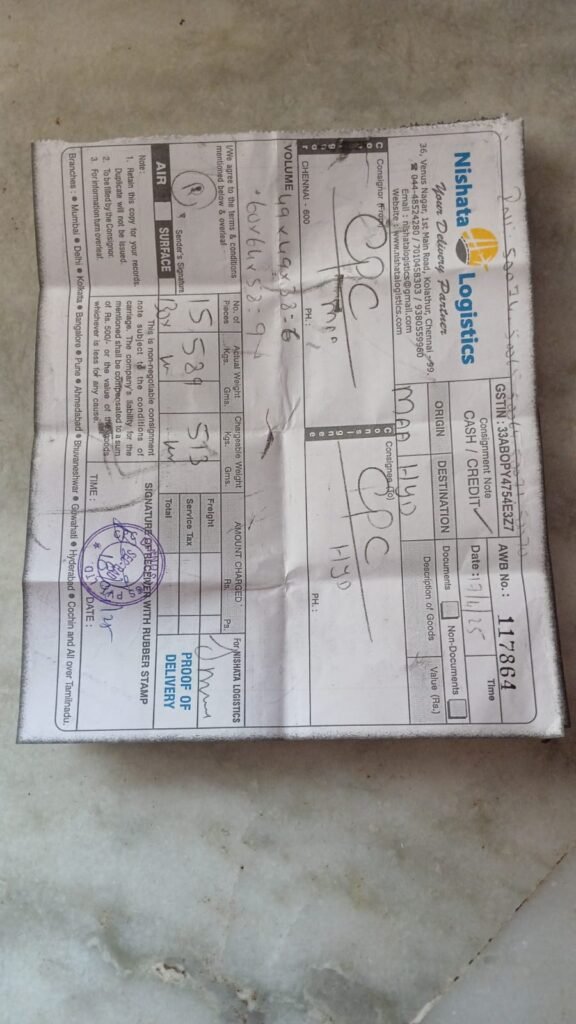 Nishata Logistics
Your Delivery Partner
36, Venus Nagar, 1st Main Road, Kolathur, Chennai -99.
☎ 044-48524280 / 7010458303 / 9380559986
Email : nishatalogistics@gmail.com
Website : www.nishatalogistics.com
GSTIN : 33ABOPY4754E3Z7
Consignment Note
CASH / CREDIT
AWB No.: 117864
Date :
Time
ORIGIN
DESTINATION
MAA
HYD
Documents
Non-Documents
Description of Goods
Value (Rs.)
Consignor From
CPC
MAA
CHENNAI - 600
PH.:
Consignee (To)
CPC
HYD
PH.:
VOLUME
I/We agree to the terms & conditions
mentioned below & overleaf
Sender's Signature
AIR
SURFACE
No. of Pieces
15
Box
Actual Weight
Kgs. Gms.
589
Chargeable Weight
Kgs. Gms.
593
AMOUNT CHARGED
Rs. Ps.
Freight
Service Tax
Total
For NISHATA LOGISTICS
PROOF OF
DELIVERY
Note:
1. Retain this copy for your records.
Duplicate will not be issued.
2. To be filled by the Consignor.
3. For information turn overleaf.
This is non-negotiable consignment
note subject to the conditions of
carriage. The company's liability for the
mentioned shall be compensated to a sum
of Rs. 500/- or the value of the goods
whichever is less for any cause.
SIGNATURE OF RECEIVER WITH RUBBER STAMP
TIME :
DATE :
Branches : ● Mumbai ● Delhi ● Kolkata ● Bangalore ● Pune ● Ahmedabad ● Bhuvaneshwar ● Gowahati ● Hyderabad ● Cochin and All over Tamilnadu.